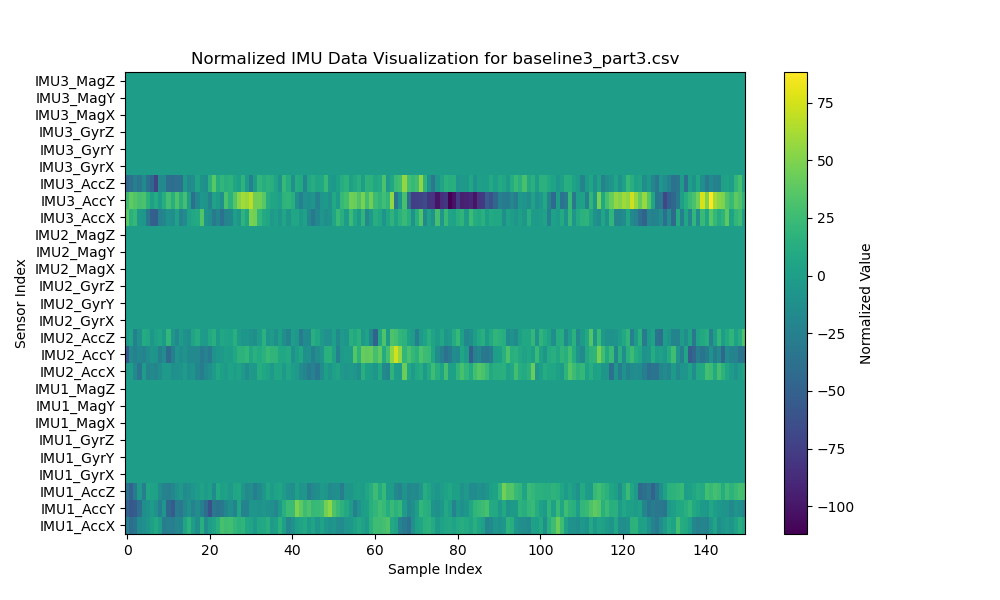 Normalized IMU Data Visualization for baseline3_part3.csv
IMU3_MagZ
IMU3_MagY
IMU3_MagX
IMU3_GyrZ
IMU3_GyrY
IMU3_GyrX
IMU3_AccZ
IMU3_AccY
IMU3_AccX
IMU2_MagZ
IMU2_MagY
IMU2_MagX
IMU2_GyrZ
IMU2_GyrY
IMU2_GyrX
IMU2_AccZ
IMU2_AccY
IMU2_AccX
IMU1_MagZ
IMU1_MagY
IMU1_MagX
IMU1_GyrZ
IMU1_GyrY
IMU1_GyrX
IMU1_AccZ
IMU1_AccY
IMU1_AccX
Sensor Index
0 20 40 60 80 100 120 140
Sample Index
75
50
25
0
−25
−50
−75
−100
Normalized Value